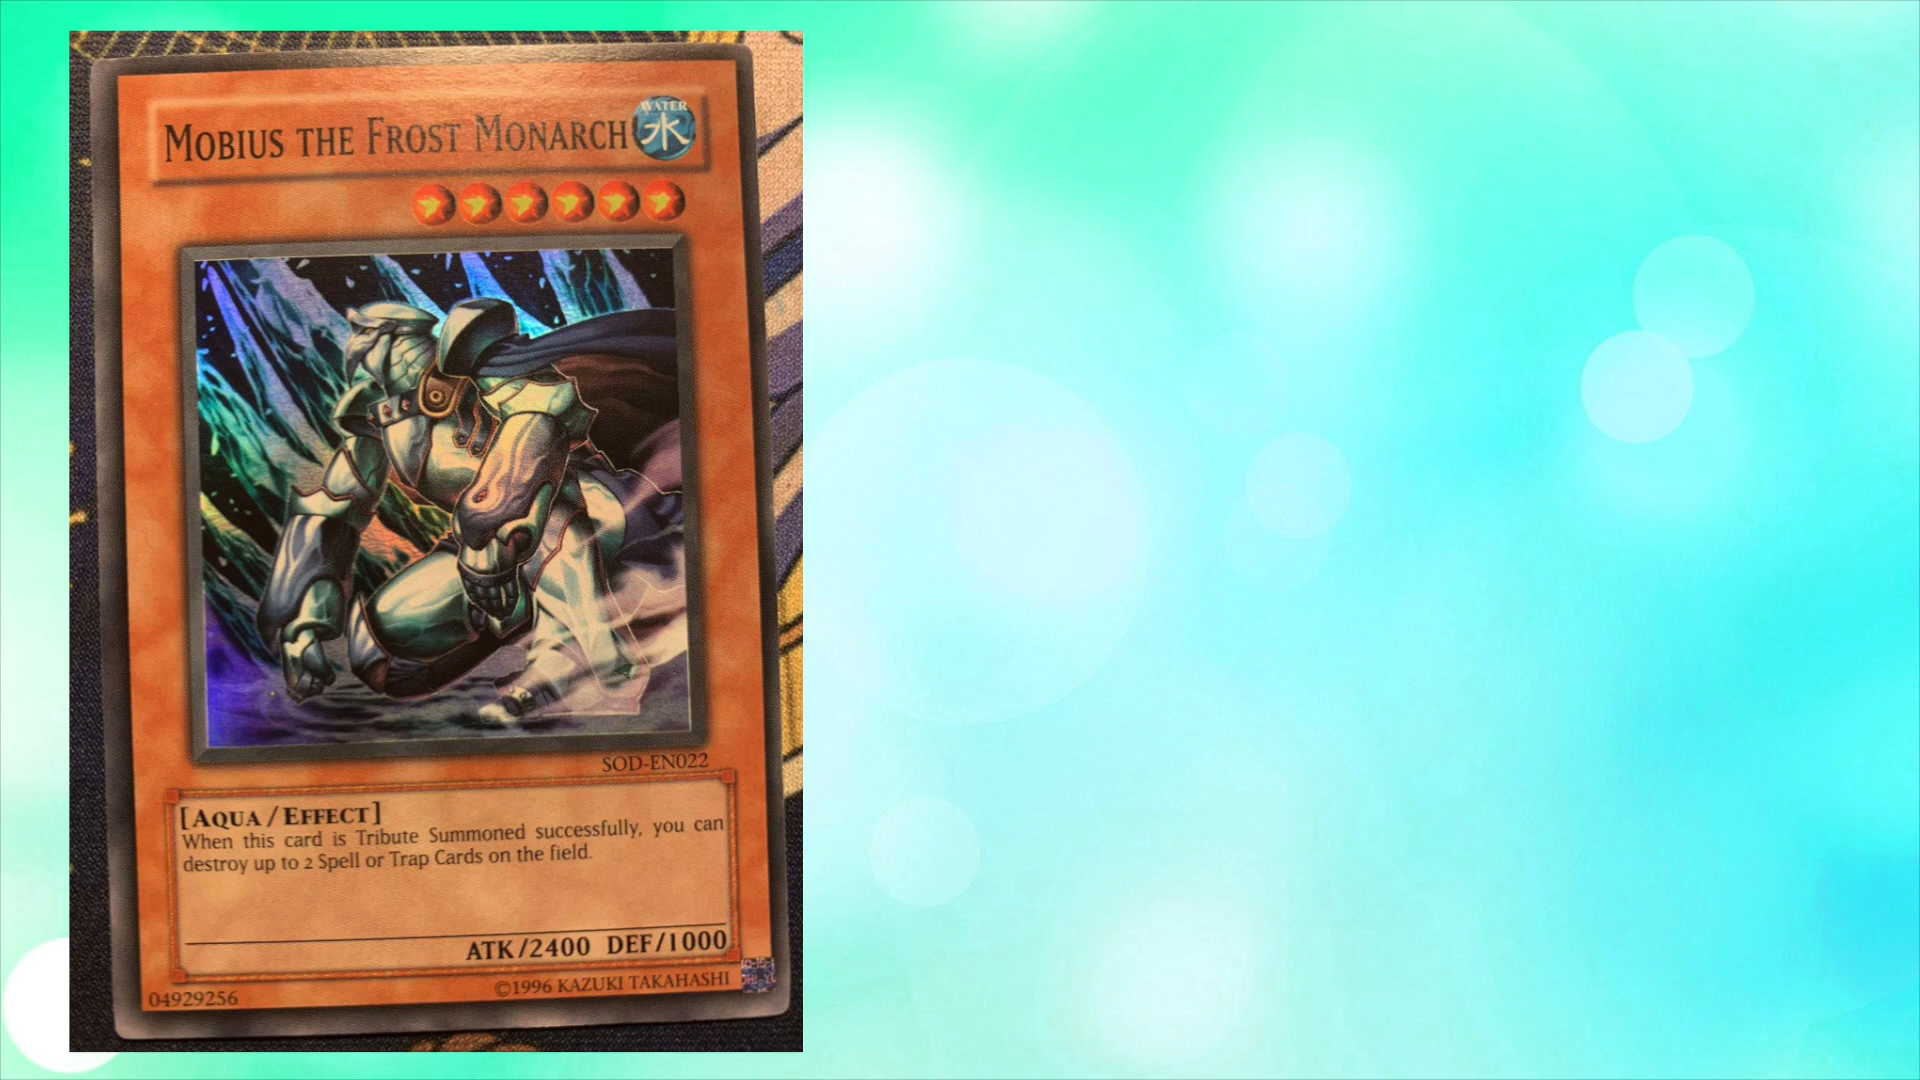 MOBIUS THE FROST MONARCH
WATER
水
SOD-EN022
[AQUA / EFFECT]
When this card is Tribute Summoned successfully, you can
destroy up to 2 Spell or Trap Cards on the field.
ATK/2400 DEF/1000
04929256
©1996 KAZUKI TAKAHASHI